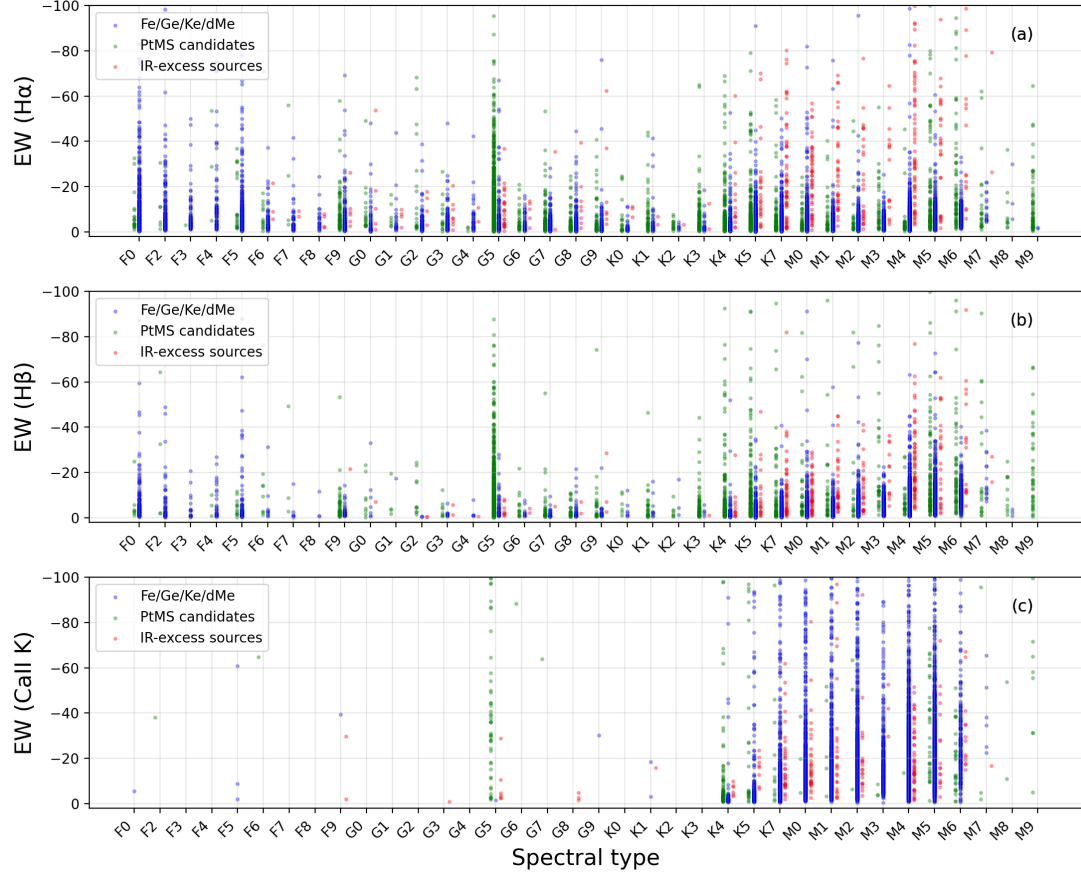 −100
−80
−60
−40
−20
0
EW (Hα)
Fe/Ge/Ke/dMe
PtMS candidates
IR-excess sources
(a)
F0 F2 F3 F4 F5 F6 F7 F8 F9 G0 G1 G2 G3 G4 G5 G6 G7 G8 G9 K0 K1 K2 K3 K4 K5 K7 M0 M1 M2 M3 M4 M5 M6 M7 M8 M9
−100
−80
−60
−40
−20
0
EW (Hβ)
Fe/Ge/Ke/dMe
PtMS candidates
IR-excess sources
(b)
F0 F2 F3 F4 F5 F6 F7 F8 F9 G0 G1 G2 G3 G4 G5 G6 G7 G8 G9 K0 K1 K2 K3 K4 K5 K7 M0 M1 M2 M3 M4 M5 M6 M7 M8 M9
−100
−80
−60
−40
−20
0
EW (CaII K)
Fe/Ge/Ke/dMe
PtMS candidates
IR-excess sources
(c)
F0 F2 F3 F4 F5 F6 F7 F8 F9 G0 G1 G2 G3 G4 G5 G6 G7 G8 G9 K0 K1 K2 K3 K4 K5 K7 M0 M1 M2 M3 M4 M5 M6 M7 M8 M9
Spectral type